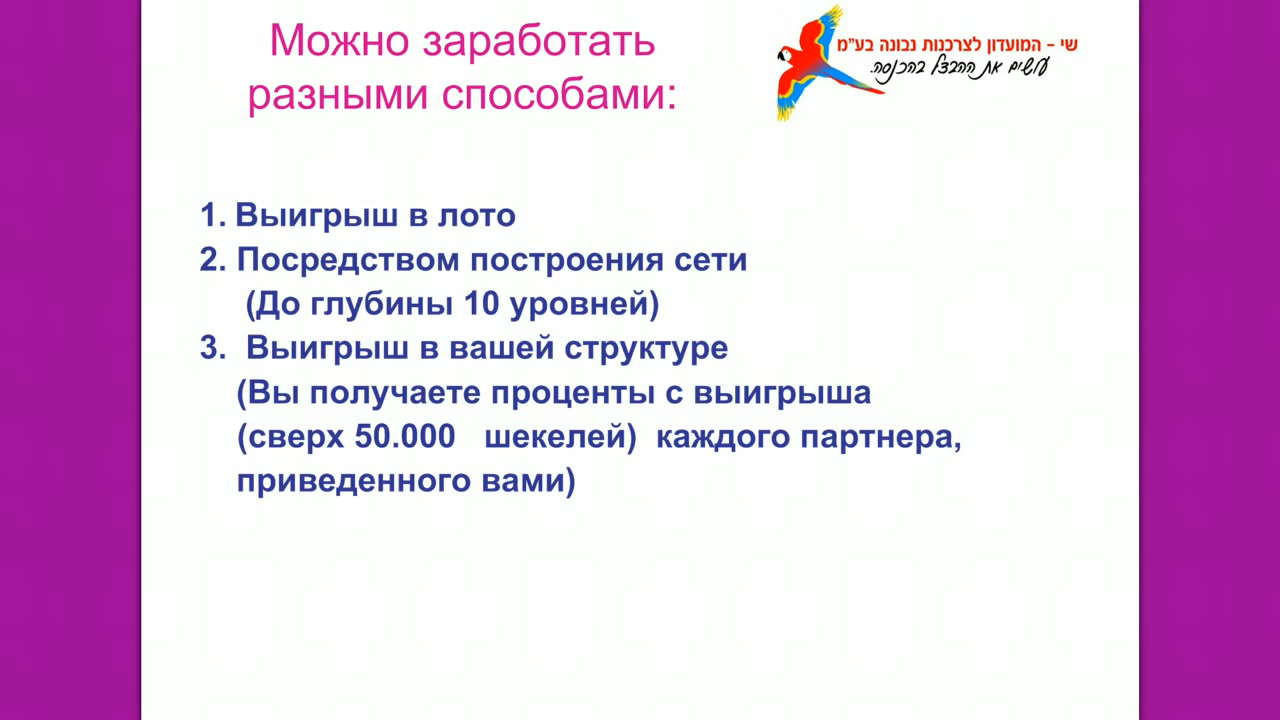 Можно заработать
разными способами:
שי - המועדון לצרכנות נבונה בע"מ
עושים את ההבדל בהכנסה.
1. Выигрыш в лото
2. Посредством построения сети
(До глубины 10 уровней)
3. Выигрыш в вашей структуре
(Вы получаете проценты с выигрыша
(сверх 50.000 шекелей) каждого партнера,
приведенного вами)